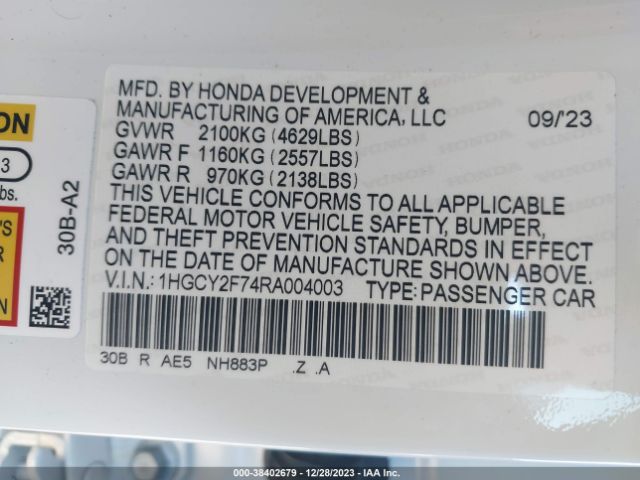 MFD. BY HONDA DEVELOPMENT &
MANUFACTURING OF AMERICA, LLC 09/23
GVWR 2100KG (4629LBS)
GAWR F 1160KG (2557LBS)
GAWR R 970KG (2138LBS)
THIS VEHICLE CONFORMS TO ALL APPLICABLE
FEDERAL MOTOR VEHICLE SAFETY, BUMPER,
AND THEFT PREVENTION STANDARDS IN EFFECT
ON THE DATE OF MANUFACTURE SHOWN ABOVE.
V.I.N.: 1HGCY2F74RA004003 TYPE: PASSENGER CAR
30B R AE5 NH883P .Z .A
ON
3
bs.
'S
R
R
30B-A2
000-38402679 - 12/28/2023 - IAA Inc.